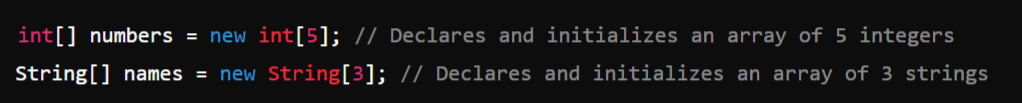 int[] numbers = new int[5]; // Declares and initializes an array of 5 integers
String[] names = new String[3]; // Declares and initializes an array of 3 strings